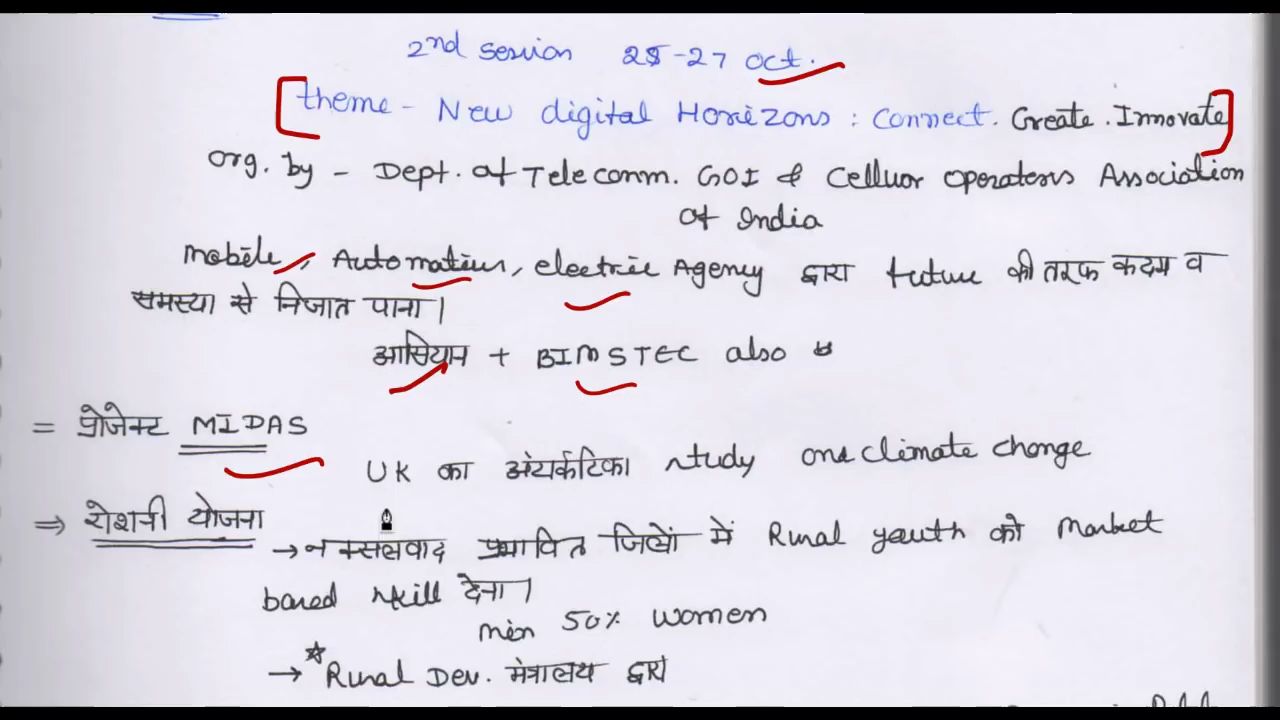 2nd session 25-27 Oct.
theme - New digital Horizons : Connect. Create. Innovate
org. by - Dept. of Telecomm. GOI & Celluor Operators Association
of India
mobile, Automation, electric Agency द्वारा future की तरफ कदम व
समस्या से निजात पाना।
आसियान + BIMSTEC also
= प्रोजेक्ट MIDAS
UK का अंटार्कटिका study one climate change
⇒ रोशनी योजना
→ नक्सलवाद प्रभावित जिलों में Rural youth को Market
based skill देना।
min 50% women
→ *Rural Dev. मंत्रालय द्वारा